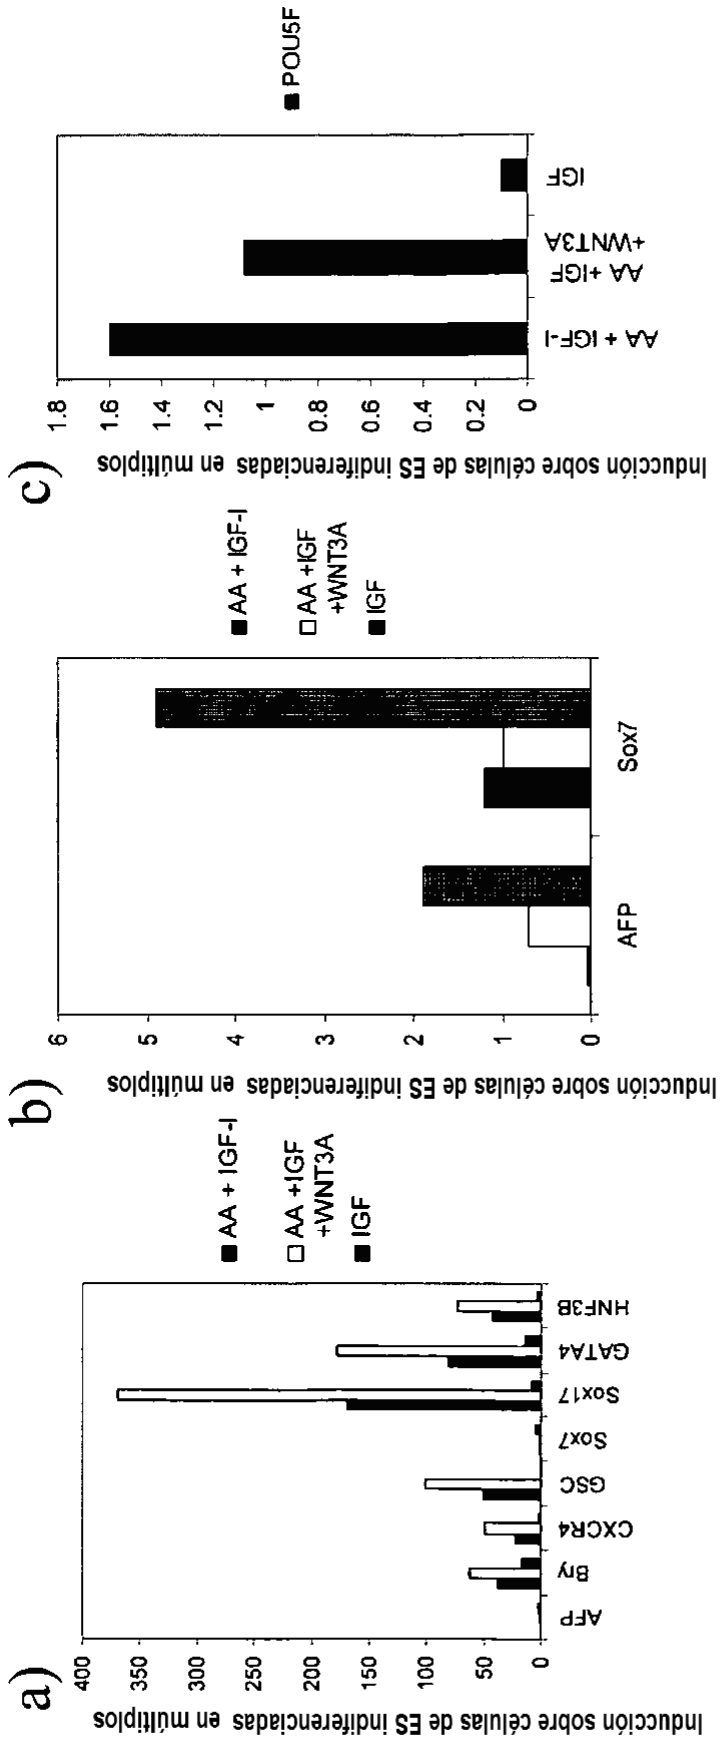 a)
Inducción sobre células de ES indiferenciadas en múltiplos
400
350
300
250
200
150
100
50
0
AFP
Bry
CXCR4
GSC
Sox7
Sox17
GATA4
HNF3B
AA + IGF-I
AA +IGF
+WNT3A
IGF
b)
Inducción sobre células de ES indiferenciadas en múltiplos
6
5
4
3
2
1
0
AFP
Sox7
AA + IGF-I
AA +IGF
+WNT3A
IGF
c)
Inducción sobre células de ES indiferenciadas en múltiplos
1.8
1.6
1.4
1.2
1
0.8
0.6
0.4
0.2
0
AA + IGF-I
AA +IGF
+WNT3A
IGF
POU5F